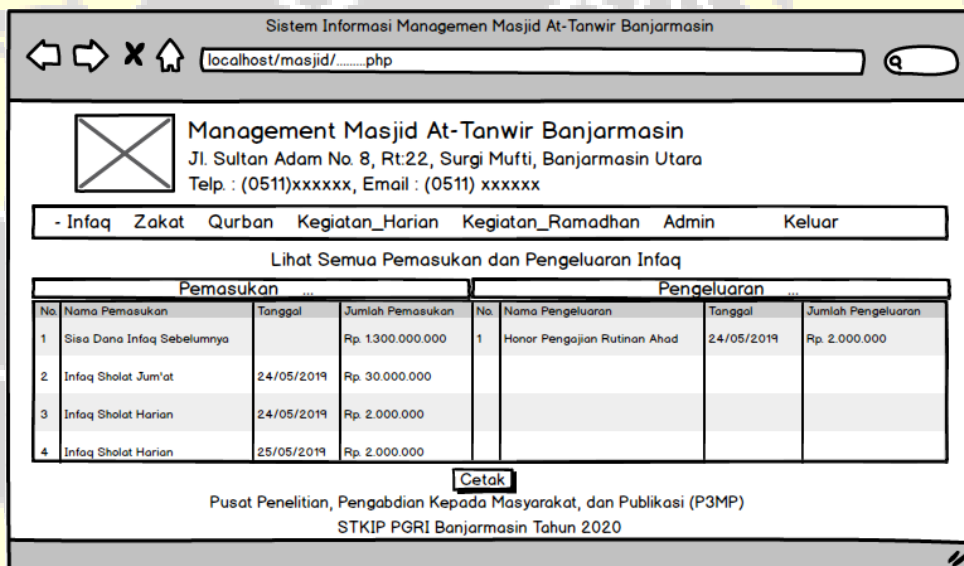 Sistem Informasi Managemen Masjid At-Tanwir Banjarmasin
localhost/masjid/.........php
Management Masjid At-Tanwir Banjarmasin
Jl. Sultan Adam No. 8, Rt:22, Surgi Mufti, Banjarmasin Utara
Telp. : (0511)xxxxxx, Email : (0511) xxxxxx
- Infaq Zakat Qurban Kegiatan_Harian Kegiatan_Ramadhan Admin Keluar
Lihat Semua Pemasukan dan Pengeluaran Infaq
Pemasukan ... Pengeluaran ...
No. Nama Pemasukan Tanggal Jumlah Pemasukan No. Nama Pengeluaran Tanggal Jumlah Pengeluaran
1 Sisa Dana Infaq Sebelumnya Rp. 1.300.000.000 1 Honor Pengajian Rutinan Ahad 24/05/2019 Rp. 2.000.000
2 Infaq Sholat Jum'at 24/05/2019 Rp. 30.000.000
3 Infaq Sholat Harian 24/05/2019 Rp. 2.000.000
4 Infaq Sholat Harian 25/05/2019 Rp. 2.000.000
Cetak
Pusat Penelitian, Pengabdian Kepada Masyarakat, dan Publikasi (P3MP)
STKIP PGRI Banjarmasin Tahun 2020